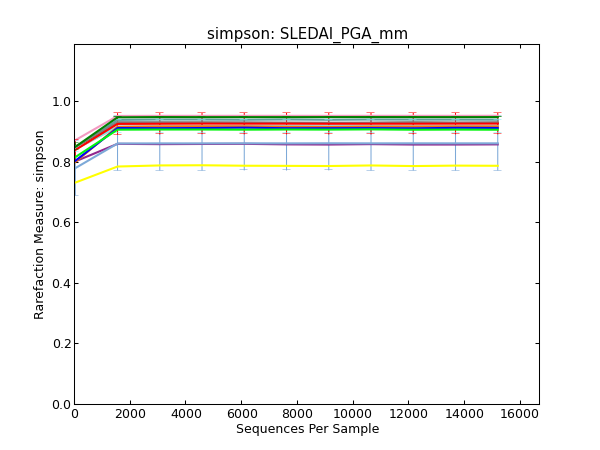 simpson: SLEDAI_PGA_mm
Rarefaction Measure: simpson
1.0
0.8
0.6
0.4
0.2
0.0
0 2000 4000 6000 8000 10000 12000 14000 16000
Sequences Per Sample